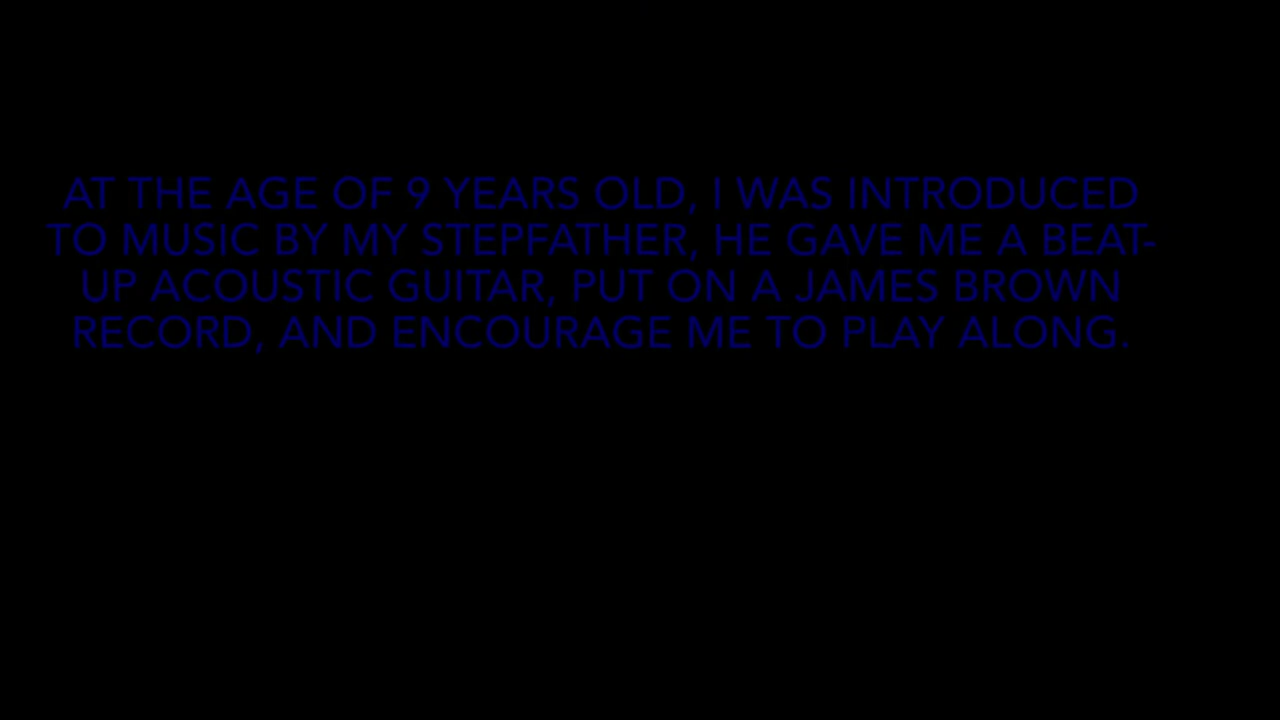 AT THE AGE OF 9 YEARS OLD, I WAS INTRODUCED
TO MUSIC BY MY STEPFATHER, HE GAVE ME A BEAT-
UP ACOUSTIC GUITAR, PUT ON A JAMES BROWN
RECORD, AND ENCOURAGE ME TO PLAY ALONG.